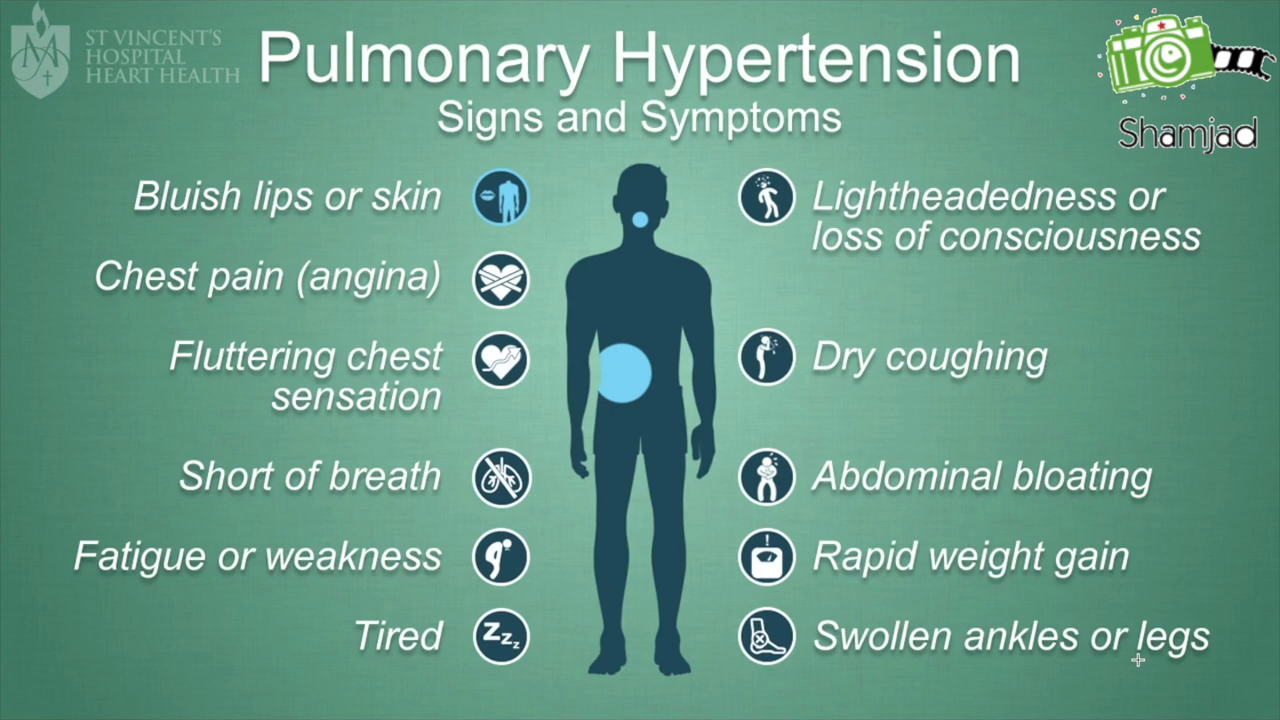 ST VINCENT'S
HOSPITAL
HEART HEALTH
Pulmonary Hypertension
Signs and Symptoms
Shamjad
Bluish lips or skin
Chest pain (angina)
Fluttering chest
sensation
Short of breath
Fatigue or weakness
Tired
Zzz
Lightheadedness or
loss of consciousness
Dry coughing
Abdominal bloating
Rapid weight gain
Swollen ankles or legs